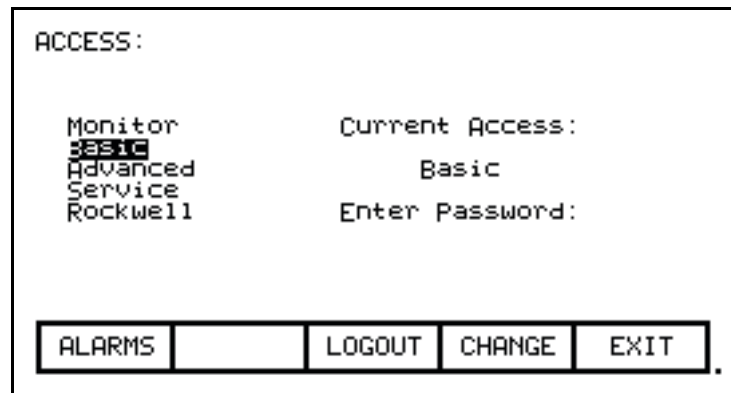 ACCESS:
Monitor
Basic
Advanced
Service
Rockwell
Current Access:
Basic
Enter Password:
ALARMS LOGOUT CHANGE EXIT
.